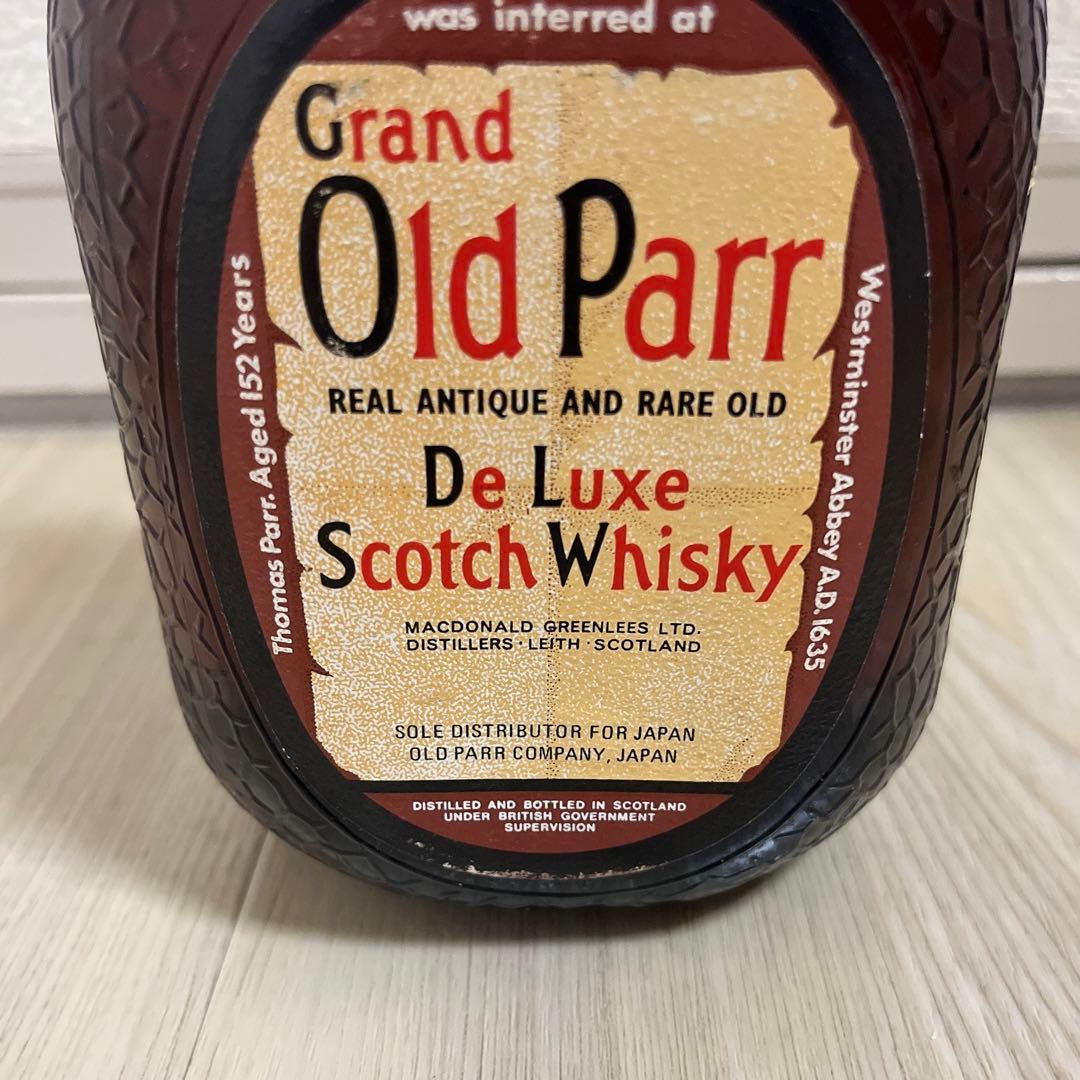 was interred at
Grand
Old Parr
REAL ANTIQUE AND RARE OLD
De Luxe
Scotch Whisky
MACDONALD GREENLEES LTD.
DISTILLERS · LEITH · SCOTLAND
SOLE DISTRIBUTOR FOR JAPAN
OLD PARR COMPANY, JAPAN
DISTILLED AND BOTTLED IN SCOTLAND
UNDER BRITISH GOVERNMENT
SUPERVISION
Thomas Parr. Aged 152 Years
Westminster Abbey A.D. 1635